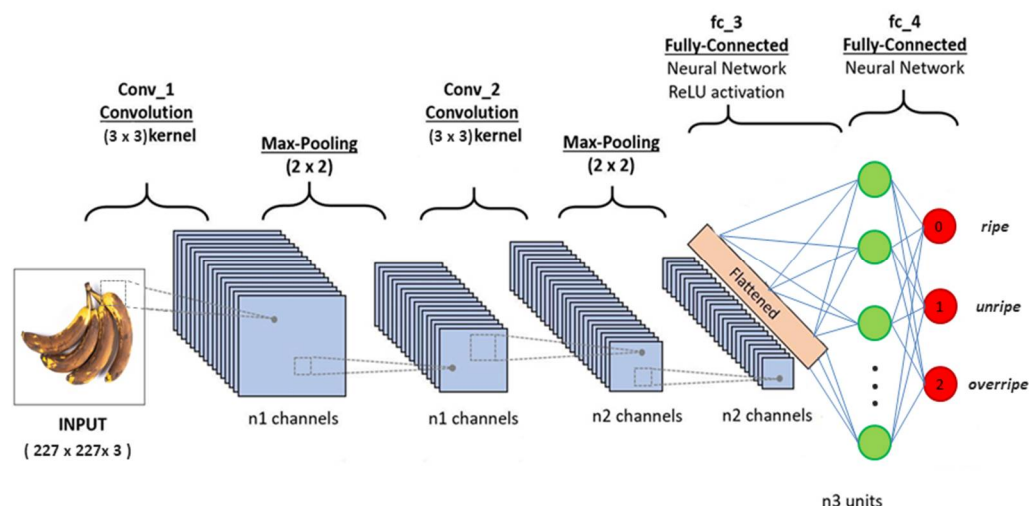 fc_3
Fully-Connected
Neural Network
ReLU activation
fc_4
Fully-Connected
Neural Network
Conv_1
Convolution
(3 x 3)kernel
Max-Pooling
(2 x 2)
Conv_2
Convolution
(3 x 3)kernel
Max-Pooling
(2 x 2)
Flattened
0
ripe
1
unripe
2
overripe
INPUT
( 227 x 227x 3 )
n1 channels
n1 channels
n2 channels
n2 channels
n3 units